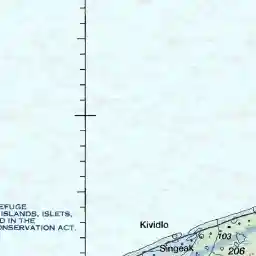 EFUGE
ISLANDS, ISLETS,
D IN THE
ONSERVATION ACT.
Kividlo
Singeak
103
206